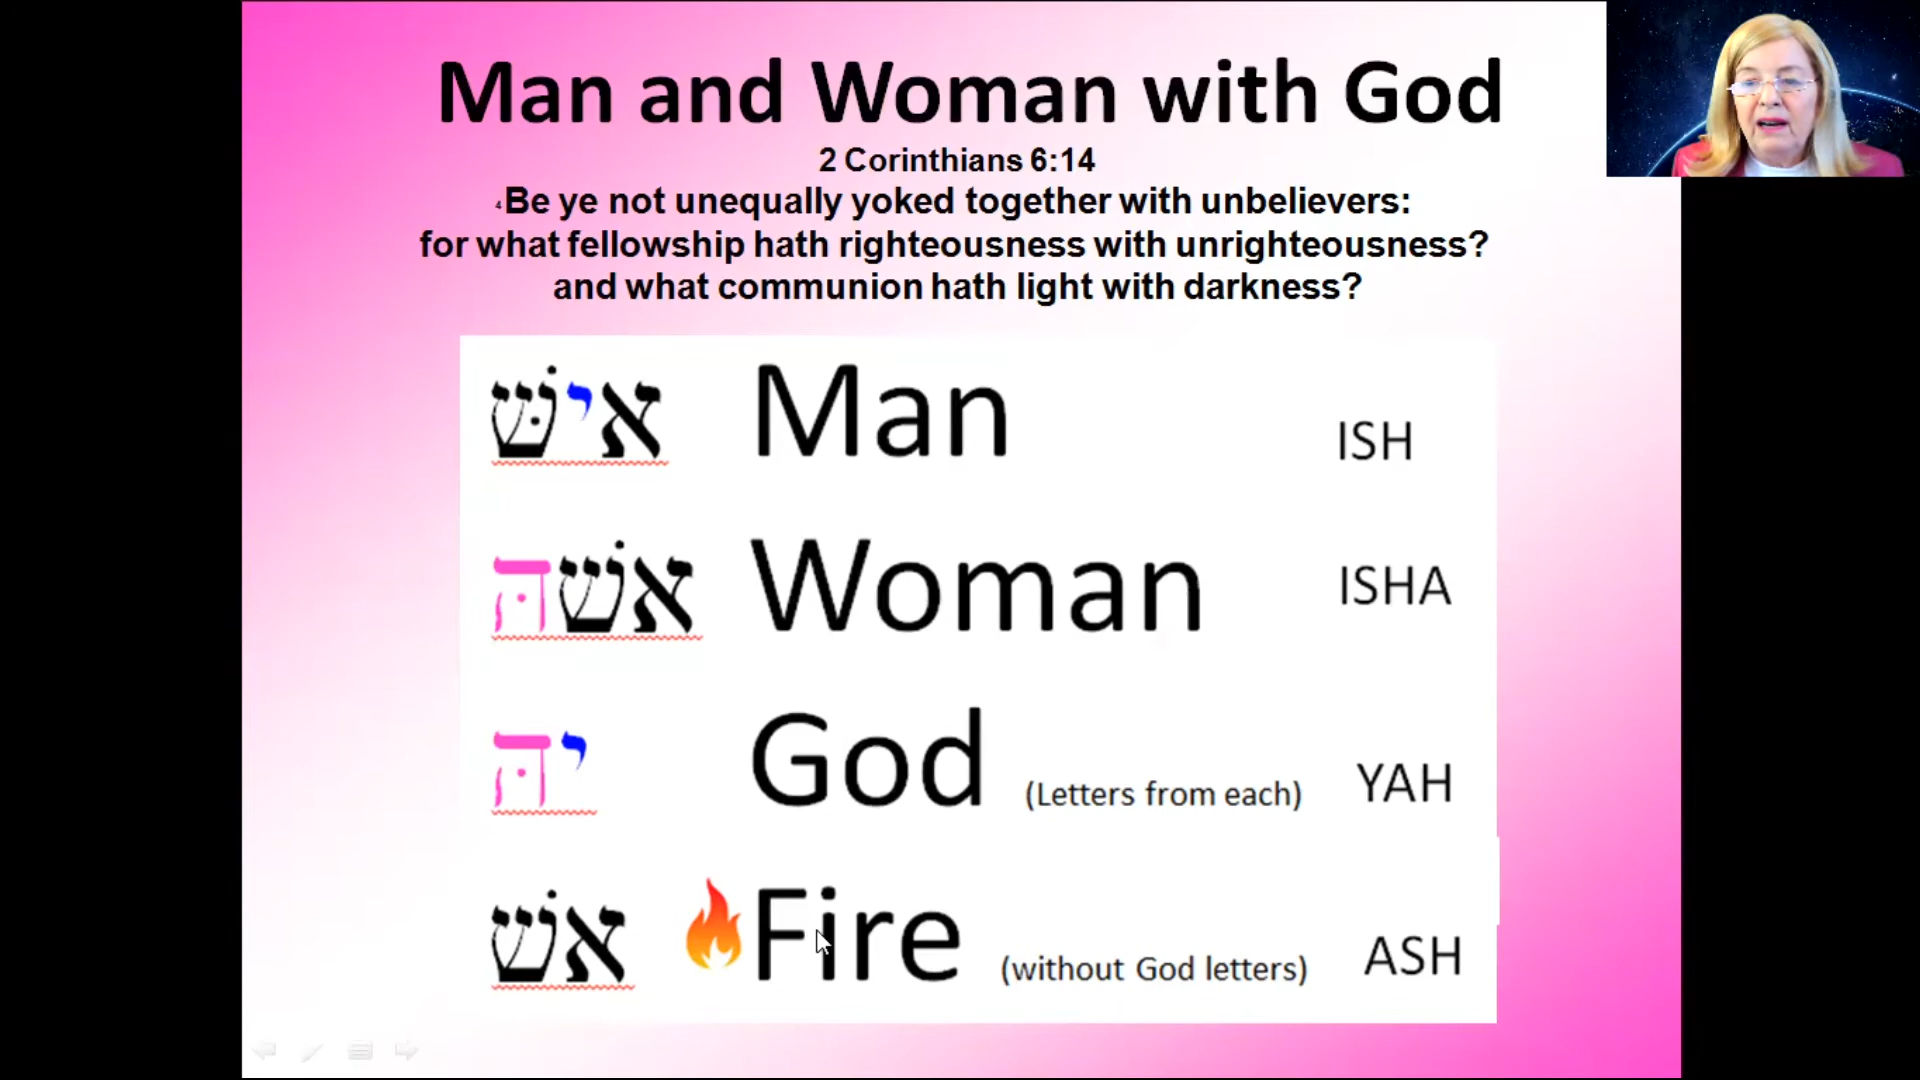 Man and Woman with God
2 Corinthians 6:14
4 Be ye not unequally yoked together with unbelievers:
for what fellowship hath righteousness with unrighteousness?
and what communion hath light with darkness?
אישּׁ Man ISH
אשׁהּ Woman ISHA
יהּ God (Letters from each) YAH
אשׁ Fire (without God letters) ASH